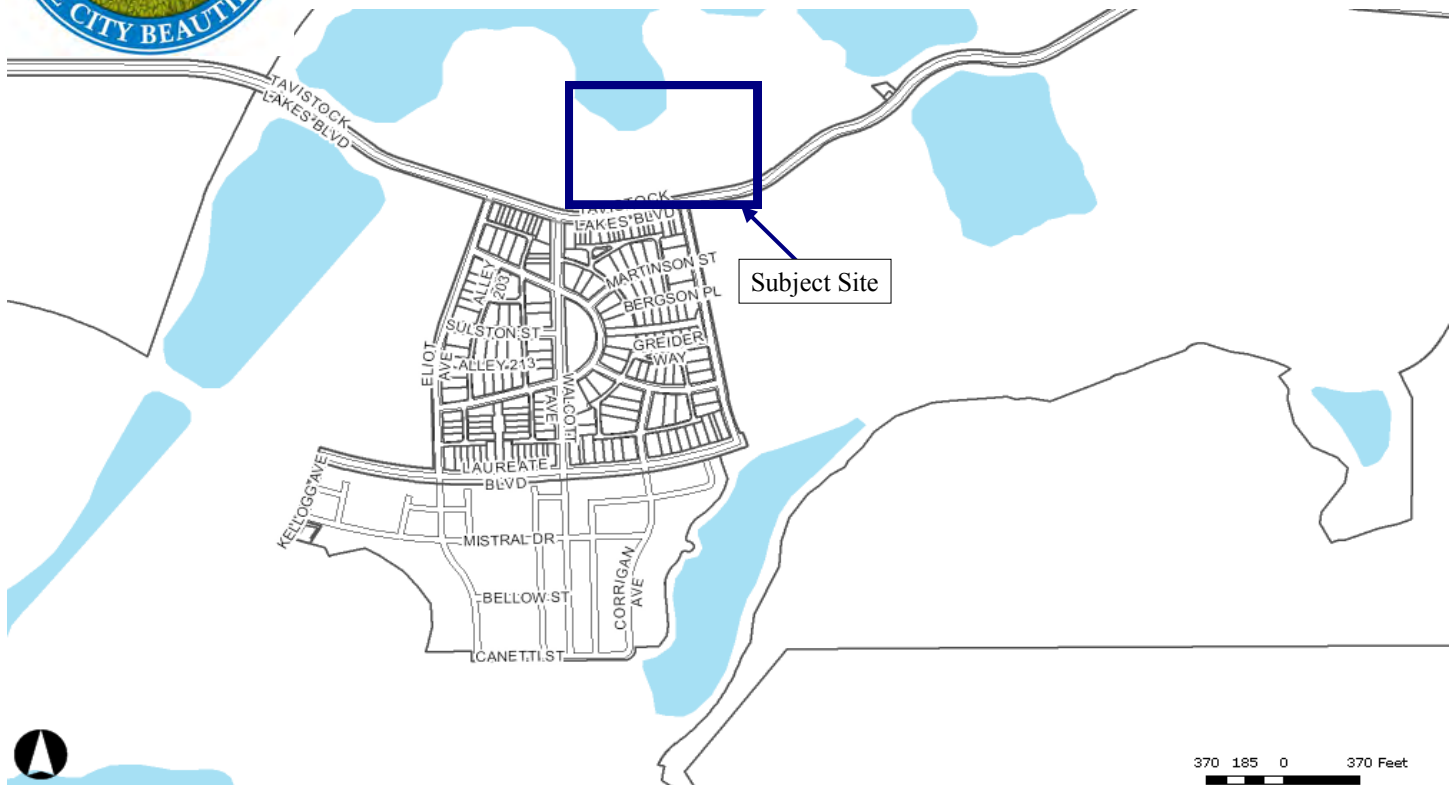 CITY BEAUTI
TAVISTOCK
LAKES BLVD
TAVISTOCK
LAKES BLVD
Subject Site
MARTINSON ST
BERGSON PL
ALLEY
203
SULSTON ST
GREIDER
WAY
ELIOT
AVE
ALLEY 213
WALCOTT
AVE
LAUREATE
BLVD
KELLOGG AVE
MISTRAL DR
BELLOW ST
CORRIGAN
AVE
CANETTI ST
370 185 0 370 Feet